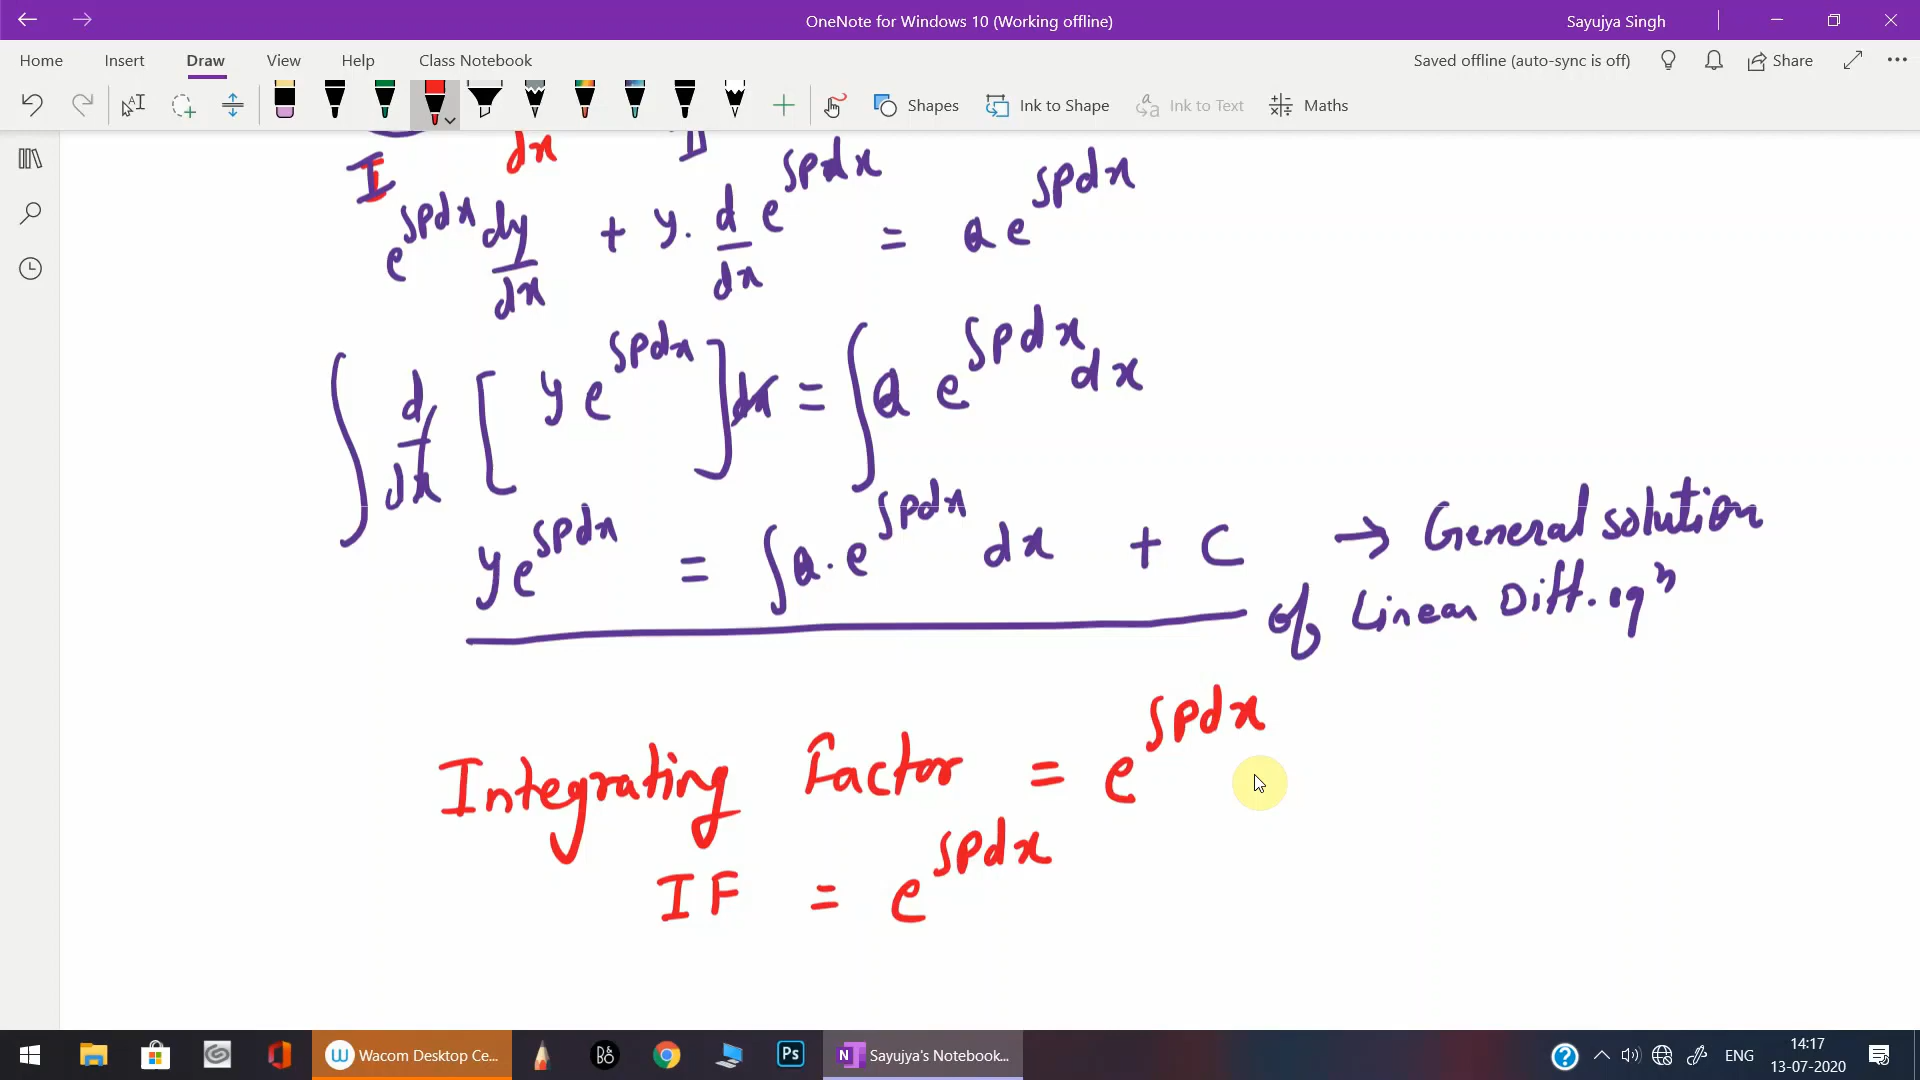 OneNote for Windows 10 (Working offline)
Sayujya Singh
Home Insert Draw View Help Class Notebook
Saved offline (auto-sync is off) Share
Shapes Ink to Shape Ink to Text Maths
I dx II
e^∫pdx dy/dx + y. d/dx e^∫pdx = Q e^∫pdx
∫ d/dx [ y e^∫pdx ] dx = ∫ Q e^∫pdx dx
y e^∫pdx = ∫ Q. e^∫pdx dx + C → General solution
of Linear Diff. eqⁿ
Integrating Factor = e^∫pdx
IF = e^∫pdx
Wacom Desktop Ce...
Ps
N Sayujya's Notebook...
ENG
14:17
13-07-2020